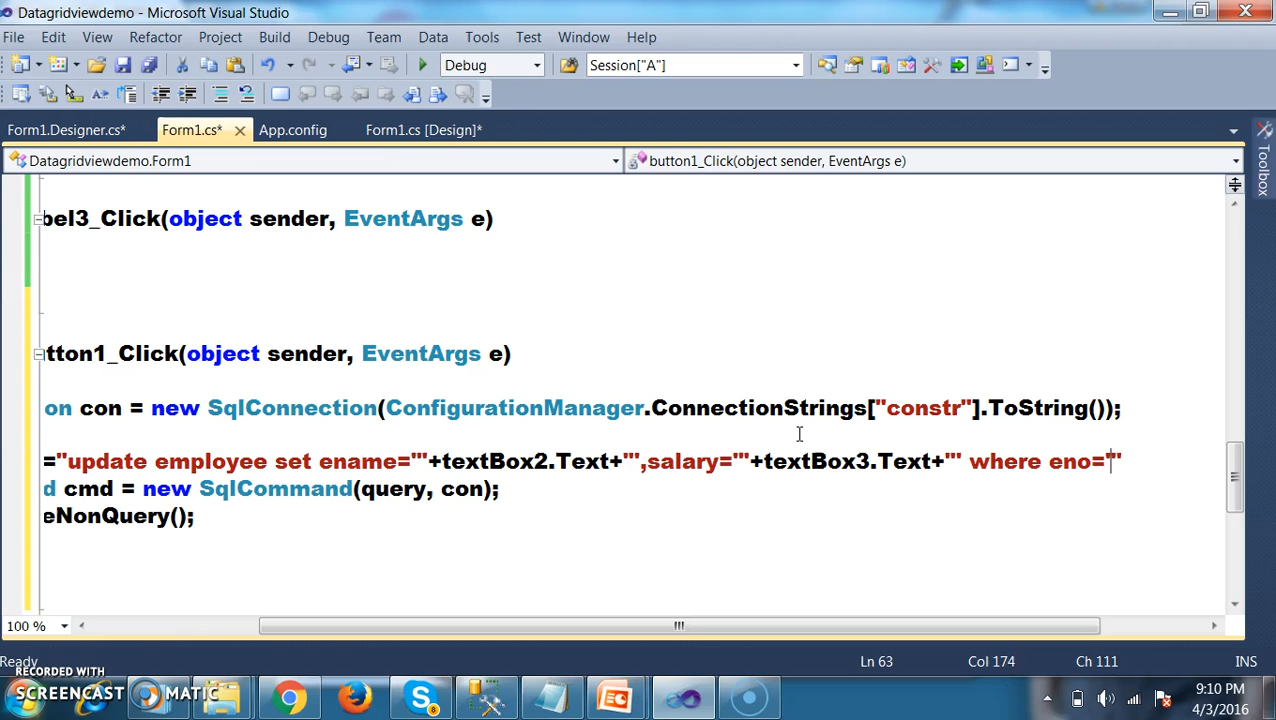 Datagridviewdemo - Microsoft Visual Studio
File Edit View Refactor Project Build Debug Team Data Tools Test Window Help
Debug Session["A"]
Form1.Designer.cs* Form1.cs* App.config Form1.cs [Design]*
Toolbox
Datagridviewdemo.Form1 button1_Click(object sender, EventArgs e)
bel3_Click(object sender, EventArgs e)
tton1_Click(object sender, EventArgs e)
on con = new SqlConnection(ConfigurationManager.ConnectionStrings["constr"].ToString());
="update employee set ename='"+textBox2.Text+"',salary='"+textBox3.Text+"' where eno='"
d cmd = new SqlCommand(query, con);
eNonQuery();
100 %
Ready Ln 63 Col 174 Ch 111 INS
RECORDED WITH
SCREENCAST MATIC
8
9:10 PM
4/3/2016